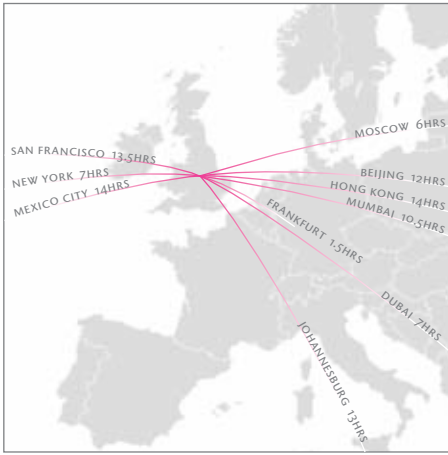 MOSCOW 6HRS
SAN FRANCISCO 13.5HRS
NEW YORK 7HRS
MEXICO CITY 14HRS
BEIJING 12HRS
HONG KONG 14HRS
MUMBAI 10.5HRS
FRANKFURT 1.5HRS
DUBAI 7HRS
JOHANNESBURG 13HRS